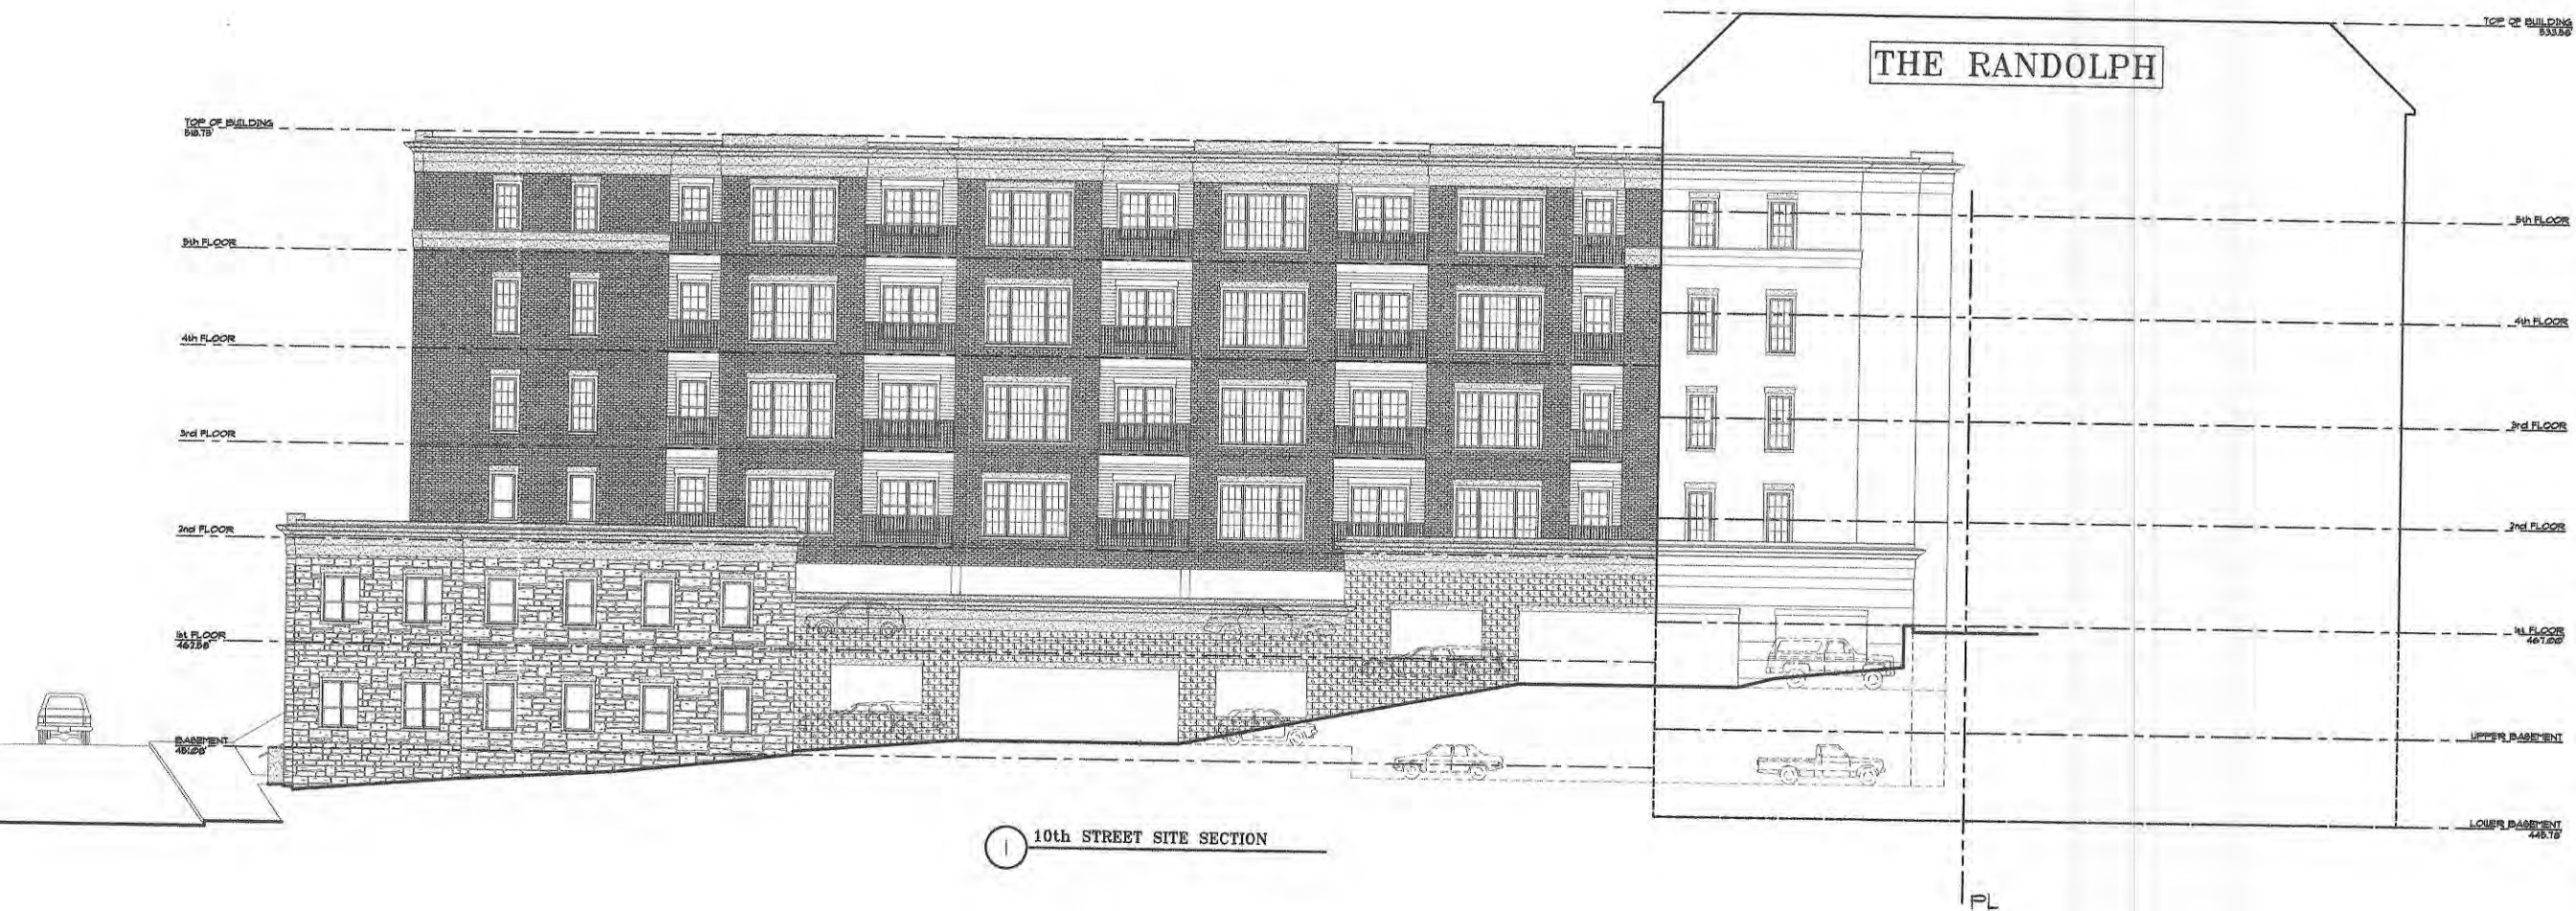 TOP OF BUILDING
THE RANDOLPH
TOP OF BUILDING
5th FLOOR
5th FLOOR
4th FLOOR
4th FLOOR
3rd FLOOR
3rd FLOOR
2nd FLOOR
2nd FLOOR
1st FLOOR
1st FLOOR
BASEMENT
UPPER BASEMENT
LOWER BASEMENT
1 10th STREET SITE SECTION
PL